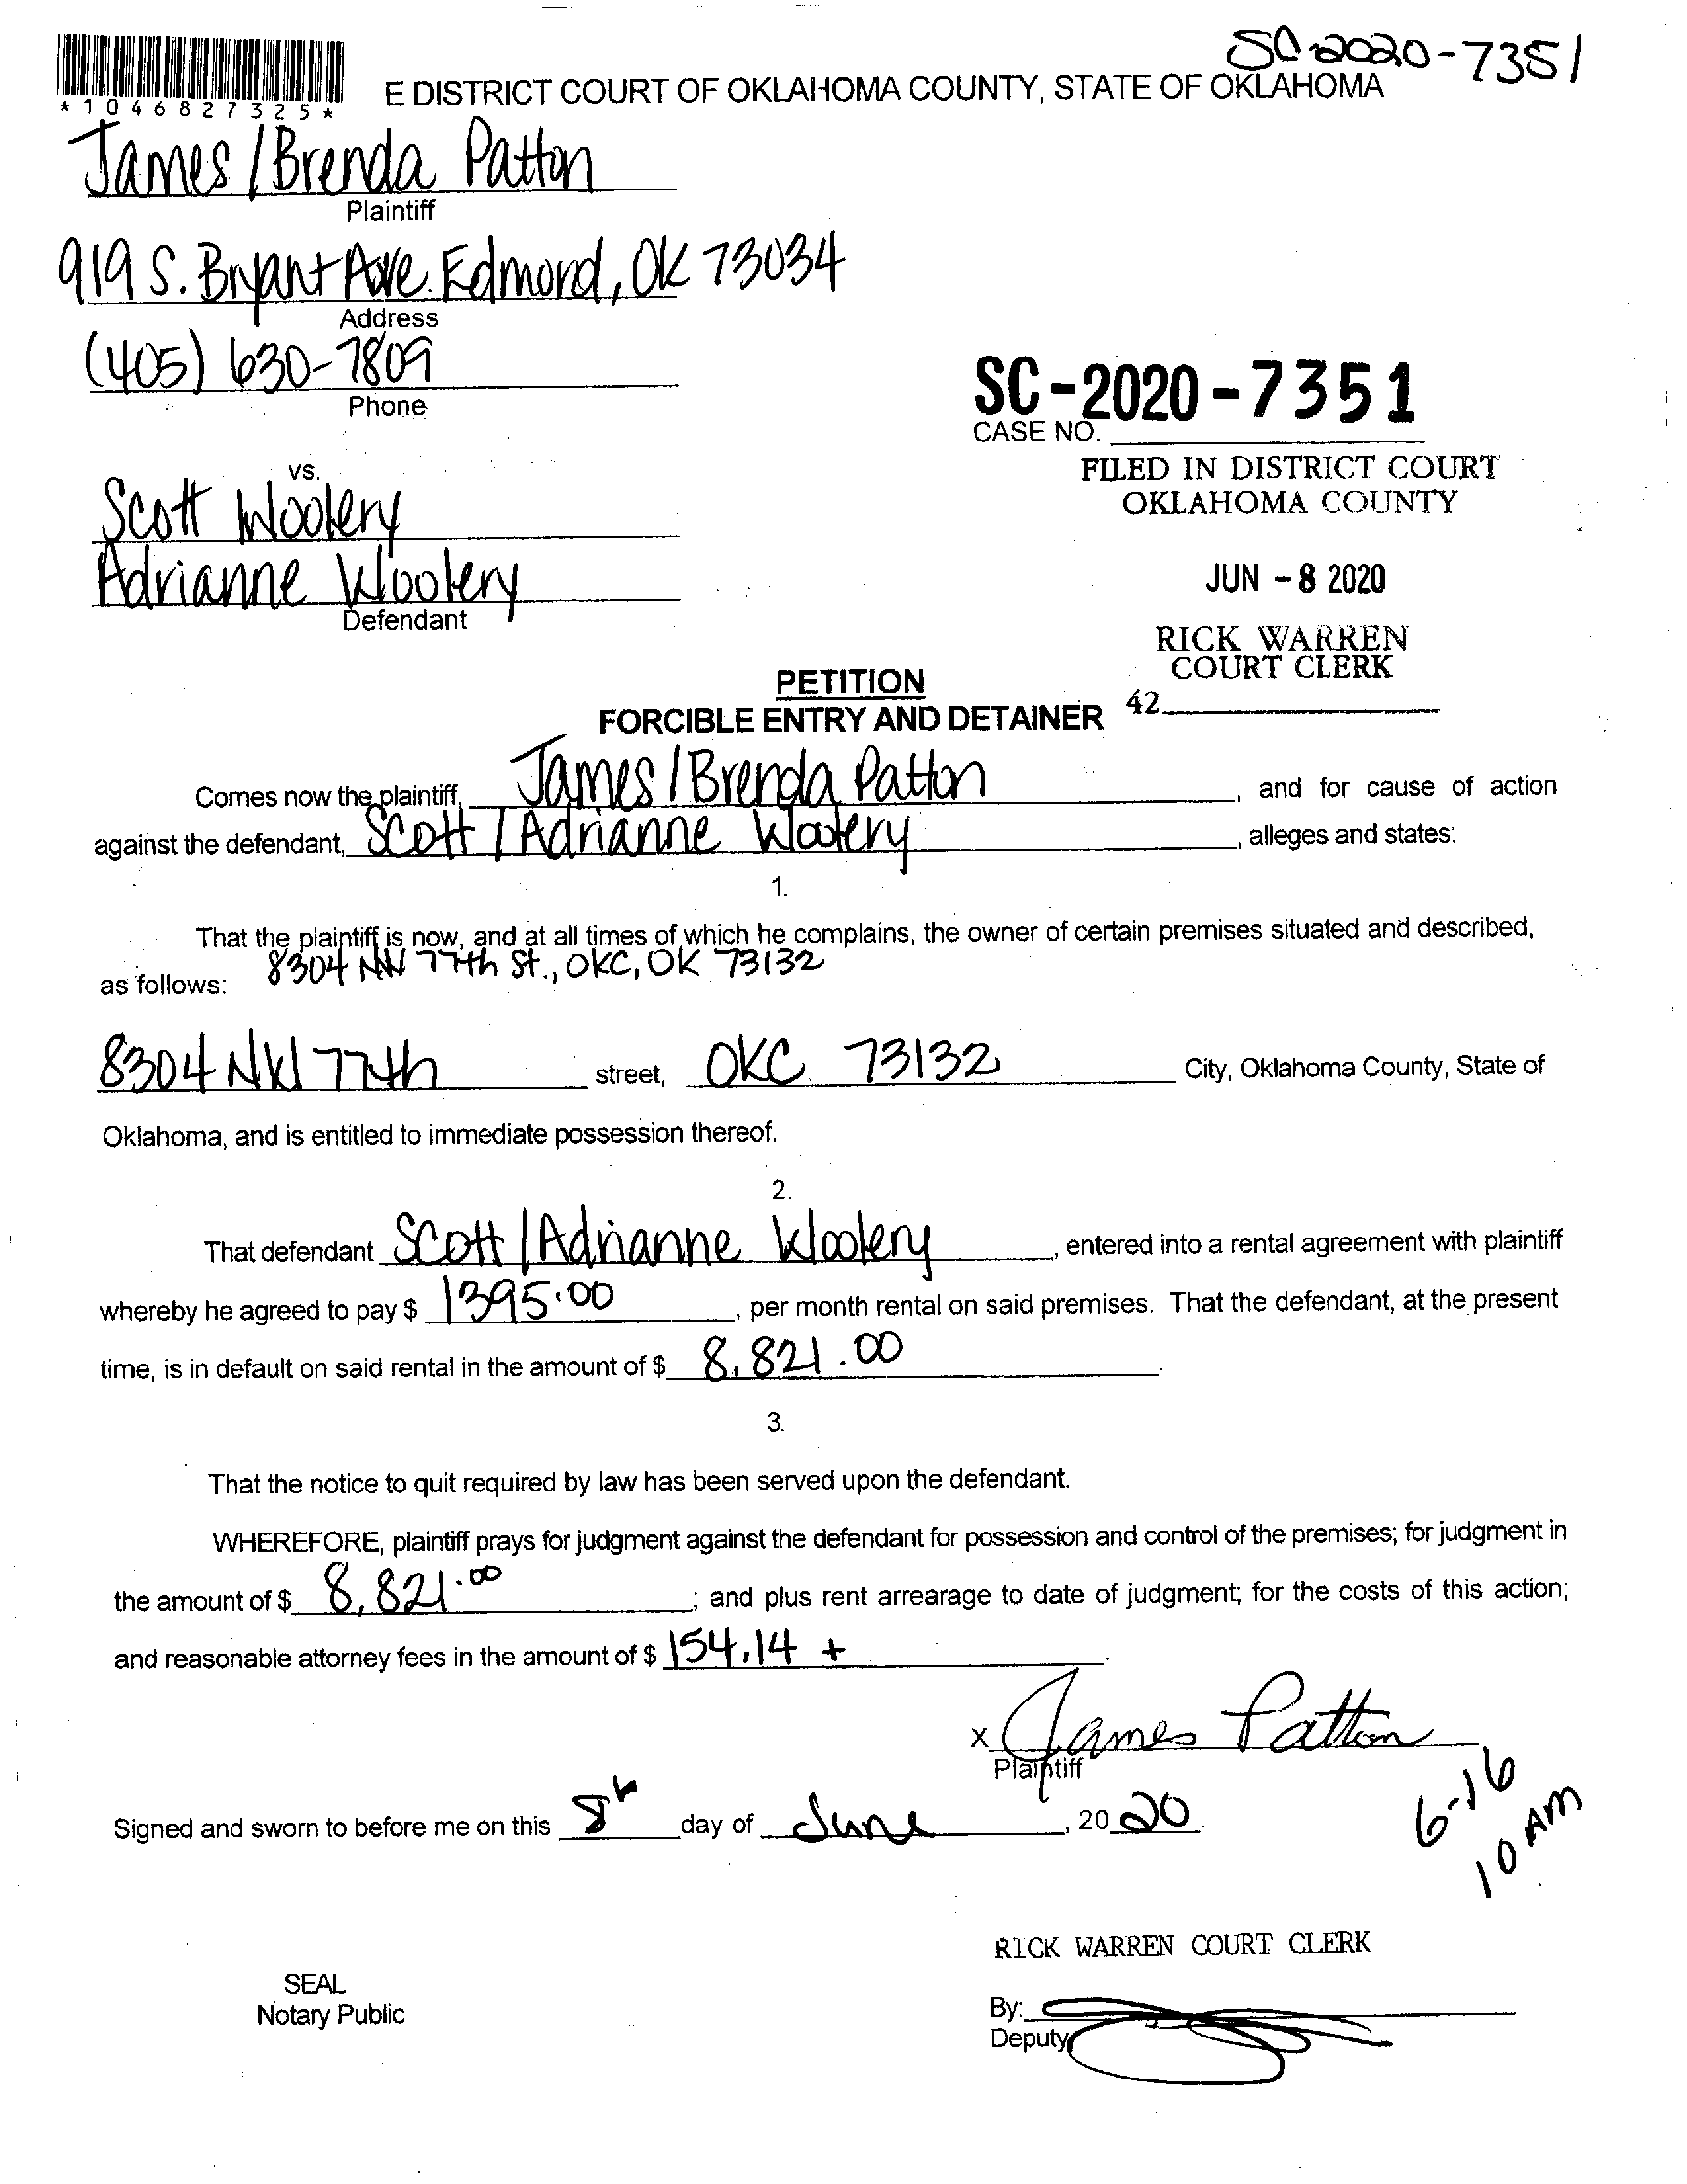 SC-2020-7351
*1046827325*
E DISTRICT COURT OF OKLAHOMA COUNTY, STATE OF OKLAHOMA
James / Brenda Patton
Plaintiff
919 S. Bryant Ave. Edmond, OK 73034
Address
(405) 630-7809
Phone
SC-2020-7351
CASE NO.
FILED IN DISTRICT COURT
OKLAHOMA COUNTY
JUN -8 2020
RICK WARREN
COURT CLERK
42
vs.
Scott Woolery
Adrianne Woolery
Defendant
PETITION
FORCIBLE ENTRY AND DETAINER
Comes now the plaintiff, James / Brenda Patton, and for cause of action
against the defendant, Scott / Adrianne Woolery, alleges and states:
1.
That the plaintiff is now, and at all times of which he complains, the owner of certain premises situated and described,
as follows: 8304 NW 77th St., OKC, OK 73132
8304 NW 77th street, OKC 73132 City, Oklahoma County, State of
Oklahoma, and is entitled to immediate possession thereof.
2.
That defendant Scott / Adrianne Woolery, entered into a rental agreement with plaintiff
whereby he agreed to pay $ 1395.00, per month rental on said premises. That the defendant, at the present
time, is in default on said rental in the amount of $ 8,821.00.
3.
That the notice to quit required by law has been served upon the defendant.
WHEREFORE, plaintiff prays for judgment against the defendant for possession and control of the premises; for judgment in
the amount of $ 8,821.00; and plus rent arrearage to date of judgment; for the costs of this action;
and reasonable attorney fees in the amount of $ 154.14 +.
x James Patton
Plaintiff
6-16
10 AM
Signed and sworn to before me on this 8th day of June, 2020.
RICK WARREN COURT CLERK
SEAL
Notary Public
By:
Deputy